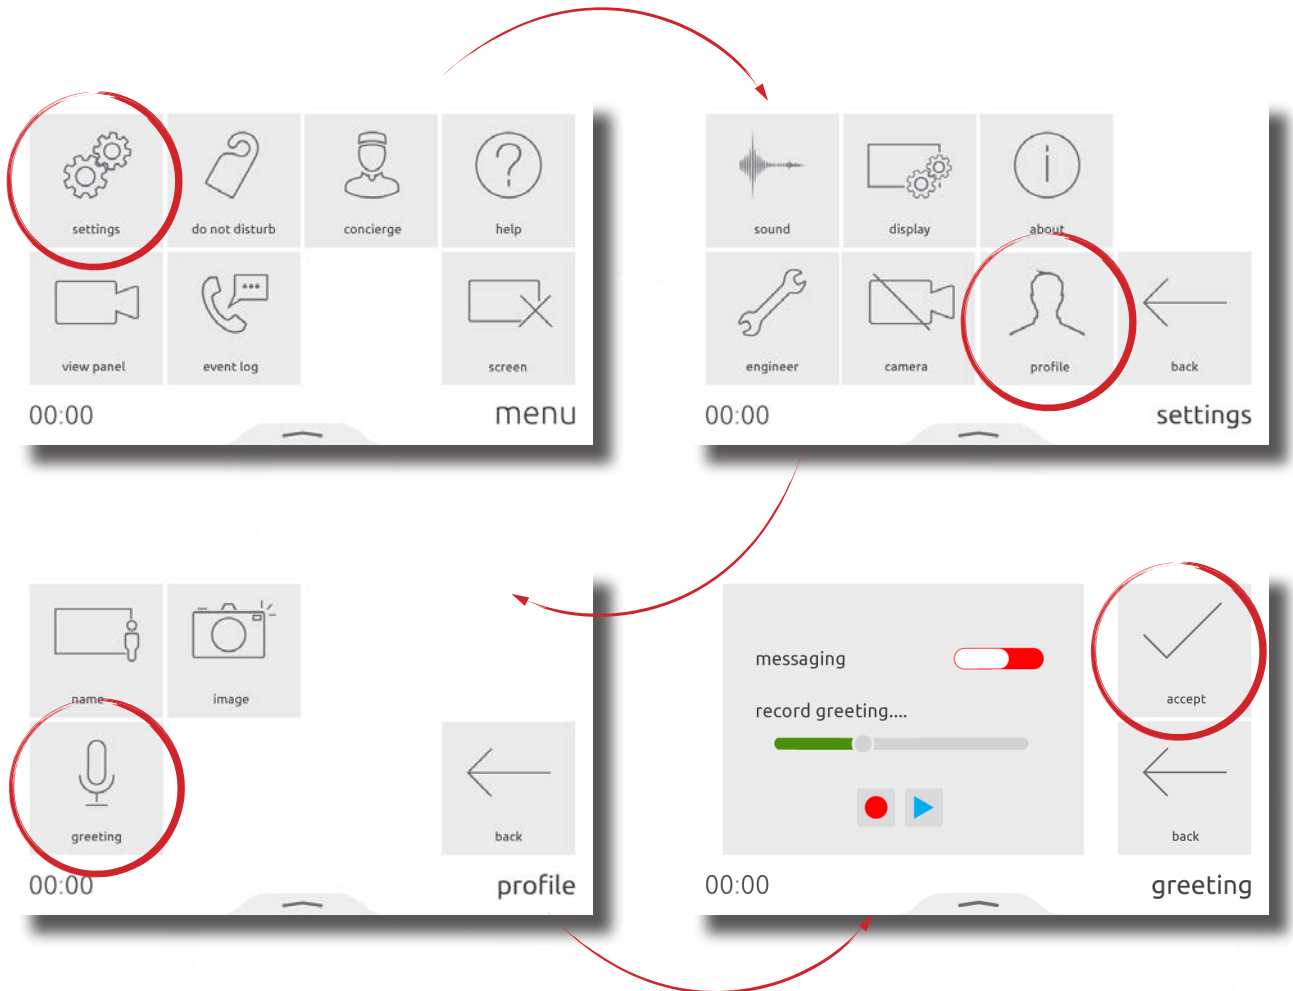 settings
do not disturb
concierge
help
view panel
event log
screen
00:00
menu
sound
display
about
engineer
camera
profile
back
00:00
settings
name
image
greeting
back
00:00
profile
messaging
record greeting....
accept
back
00:00
greeting